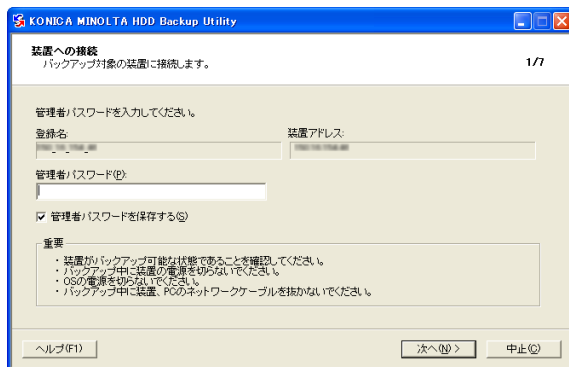 KONICA MINOLTA HDD Backup Utility
装置への接続
バックアップ対象の装置に接続します。
1/7
管理者パスワードを入力してください。
登録名:
装置アドレス:
管理者パスワード(P):
管理者パスワードを保存する(S)
重要
・装置がバックアップ可能な状態であることを確認してください。
・バックアップ中に装置の電源を切らないでください。
・OSの電源を切らないでください。
・バックアップ中に装置、PCのネットワークケーブルを抜かないでください。
ヘルプ(F1)
次へ(N) >
中止(C)